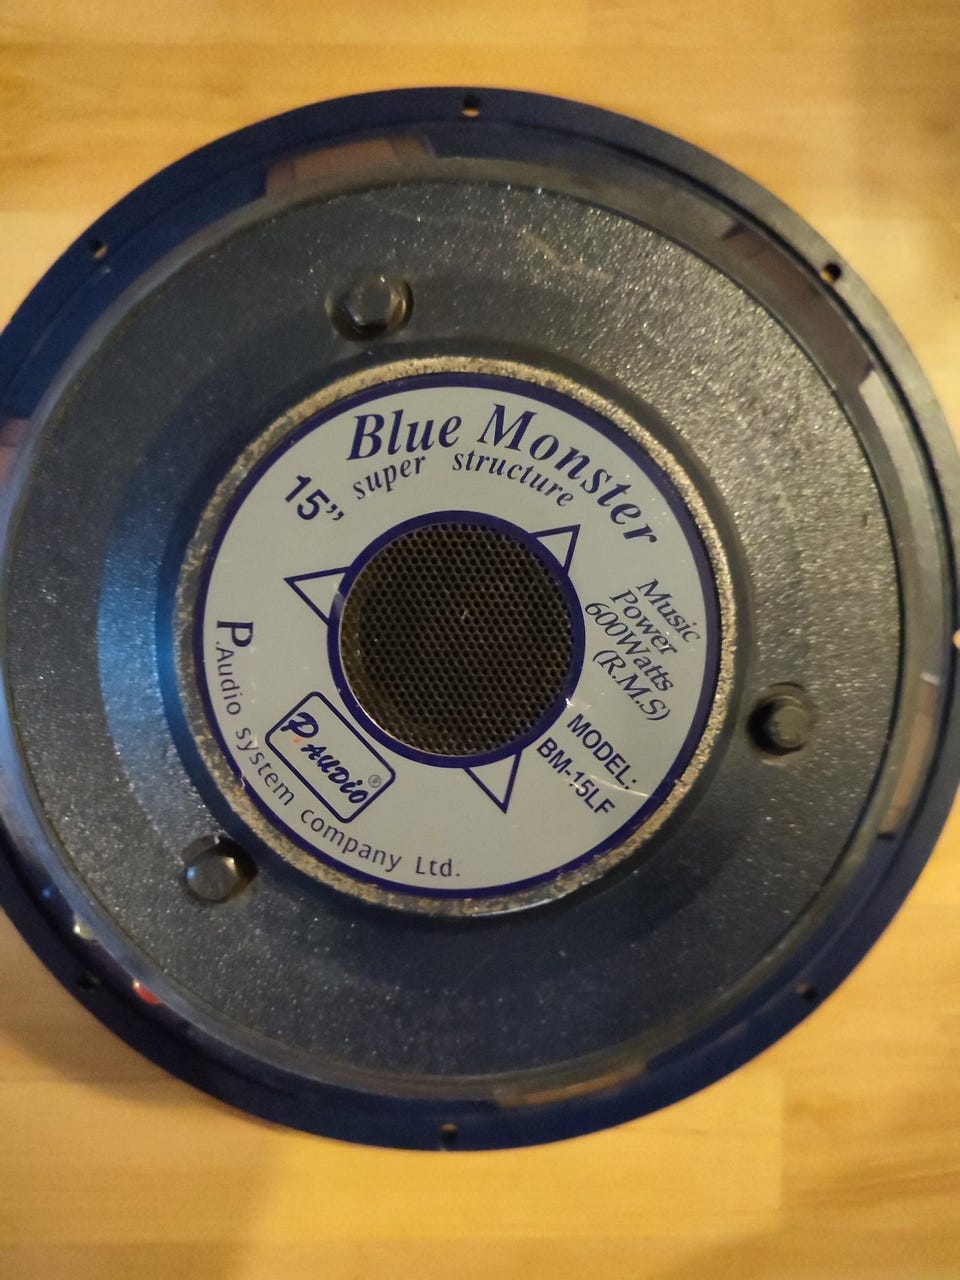 Blue Monster
super structure
15”
Music
Power
600Watts
(R.M.S)
MODEL:
BM-15LF
P.AUDIO®
P.Audio system company Ltd.